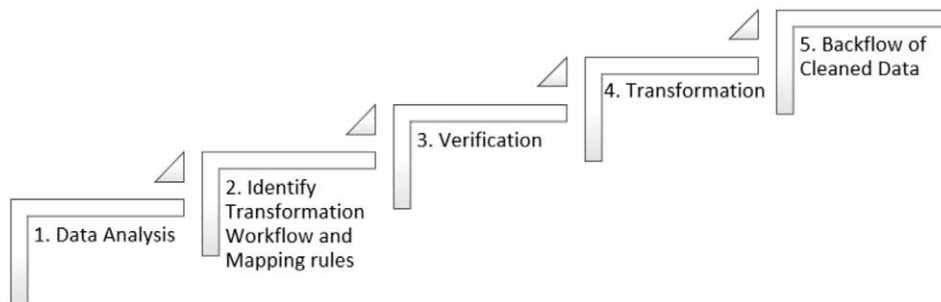 1. Data Analysis
2. Identify
Transformation
Workflow and
Mapping rules
3. Verification
4. Transformation
5. Backflow of
Cleaned Data